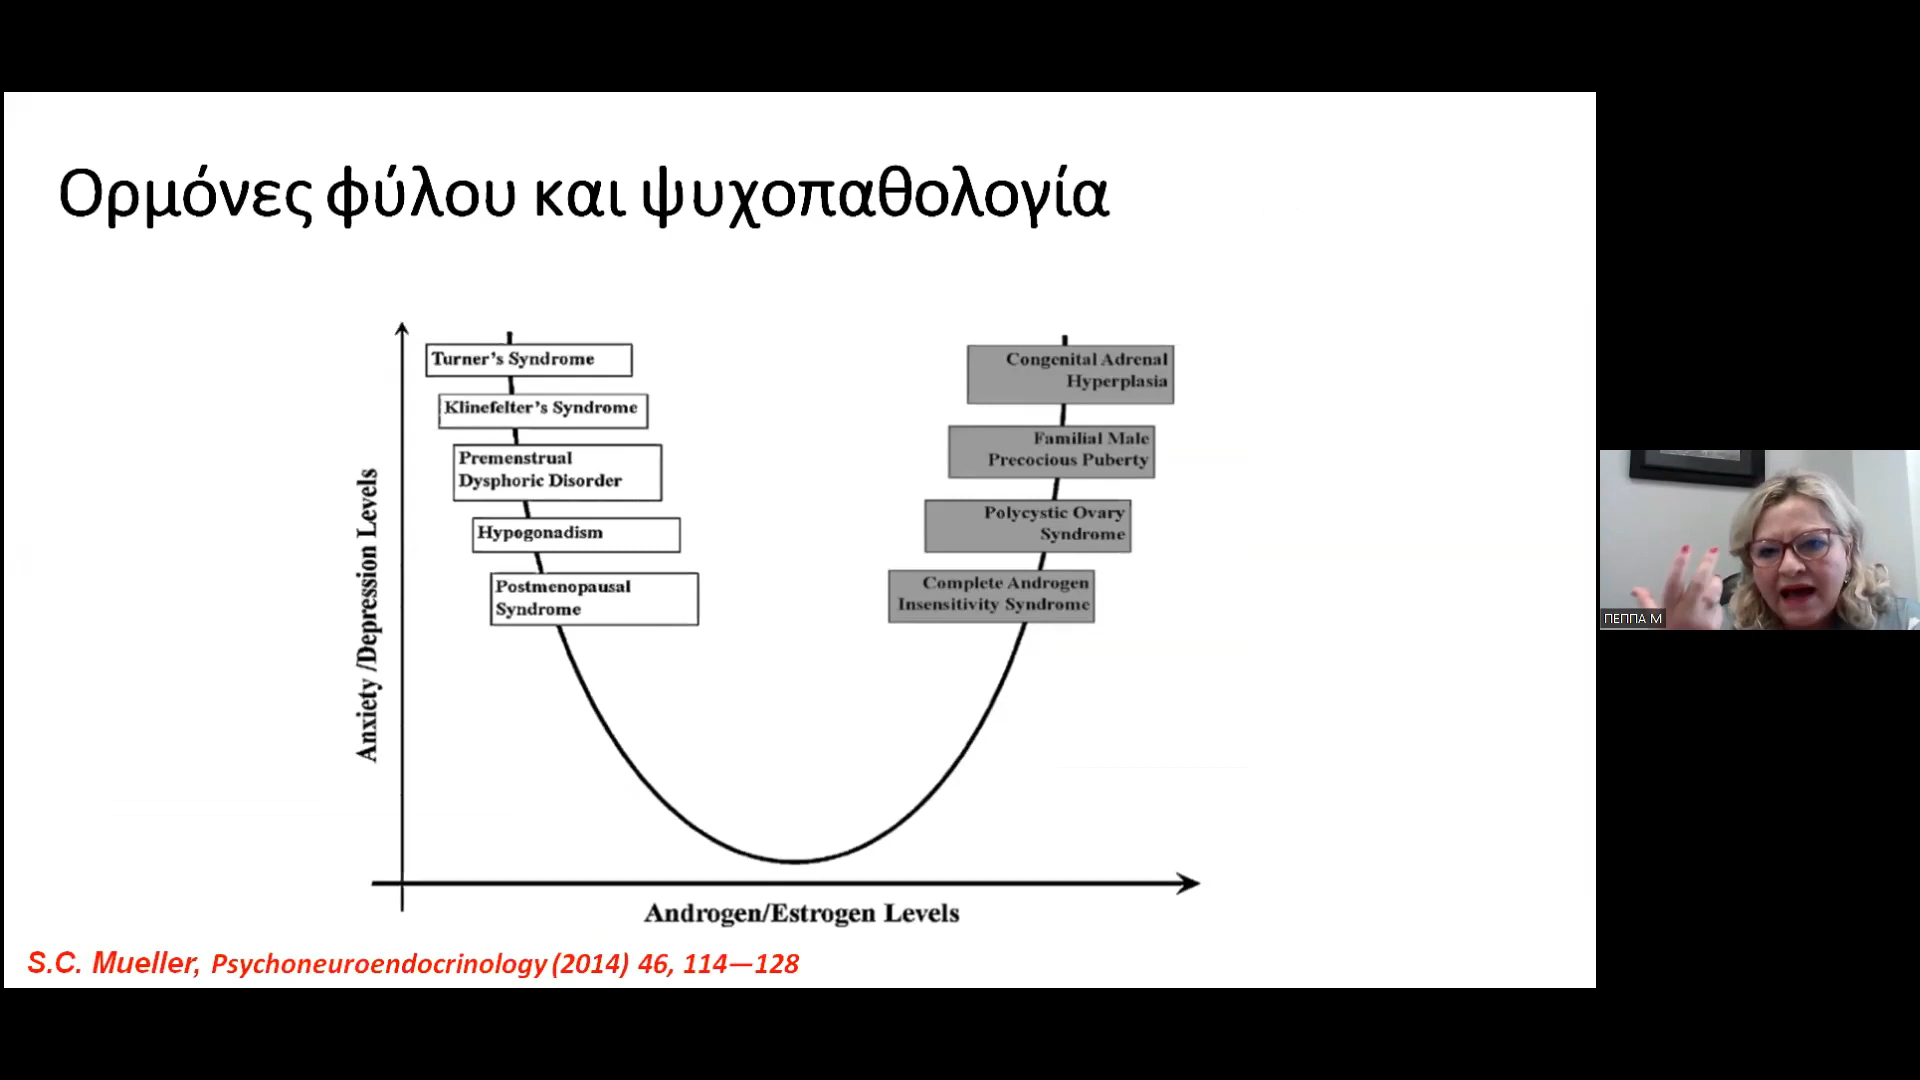 Ορμόνες φύλου και ψυχοπαθολογία
Anxiety /Depression Levels
Turner's Syndrome
Klinefelter's Syndrome
Premenstrual
Dysphoric Disorder
Hypogonadism
Postmenopausal
Syndrome
Congenital Adrenal
Hyperplasia
Familial Male
Precocious Puberty
Polycystic Ovary
Syndrome
Complete Androgen
Insensitivity Syndrome
Androgen/Estrogen Levels
S.C. Mueller, Psychoneuroendocrinology (2014) 46, 114—128
ΠΕΠΠΑ Μ